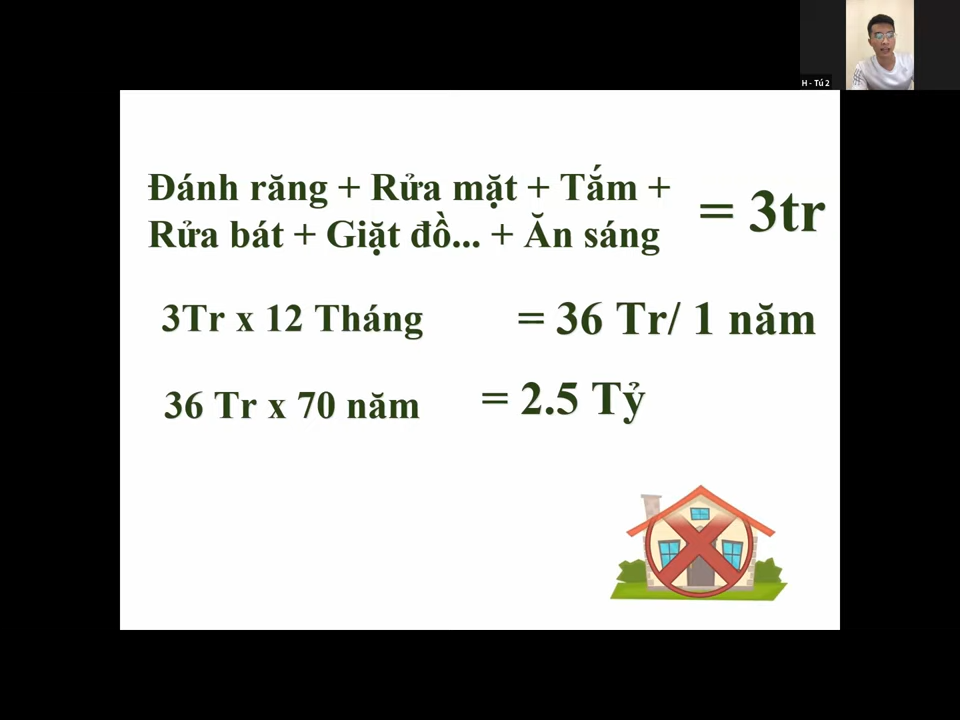 H - Tú 2
Đánh răng + Rửa mặt + Tắm +
Rửa bát + Giặt đồ... + Ăn sáng
= 3tr
3Tr x 12 Tháng = 36 Tr/ 1 năm
36 Tr x 70 năm = 2.5 Tỷ